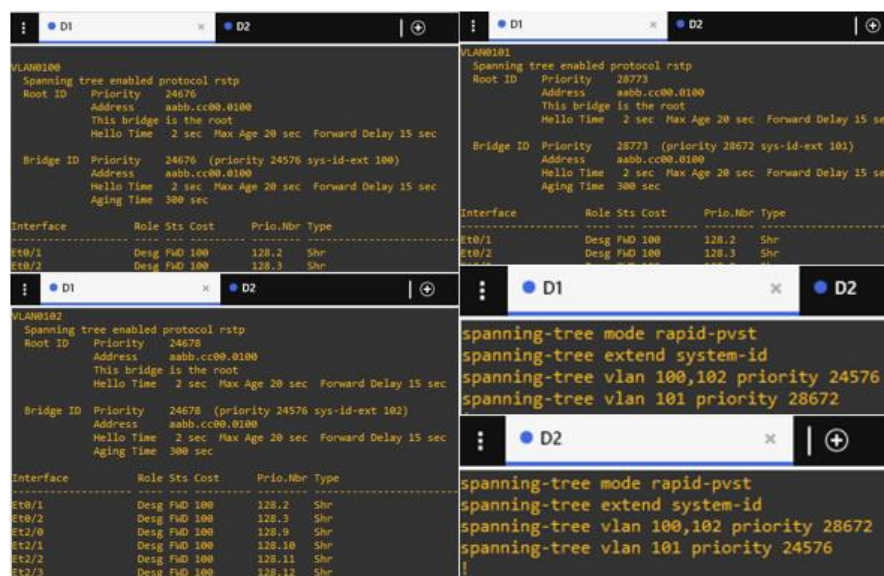 D1 × D2
VLAN0100
Spanning tree enabled protocol rstp
Root ID Priority 24676
Address aabb.cc00.0100
This bridge is the root
Hello Time 2 sec Max Age 20 sec Forward Delay 15 sec
Bridge ID Priority 24676 (priority 24576 sys-id-ext 100)
Address aabb.cc00.0100
Hello Time 2 sec Max Age 20 sec Forward Delay 15 sec
Aging Time 300 sec
Interface Role Sts Cost Prio.Nbr Type
Et0/1 Desg FWD 100 128.2 Shr
Et0/2 Desg FWD 100 128.3 Shr
D1 × D2
VLAN0101
Spanning tree enabled protocol rstp
Root ID Priority 28773
Address aabb.cc00.0100
This bridge is the root
Hello Time 2 sec Max Age 20 sec Forward Delay 15 se
Bridge ID Priority 28773 (priority 28672 sys-id-ext 101)
Address aabb.cc00.0100
Hello Time 2 sec Max Age 20 sec Forward Delay 15 se
Aging Time 300 sec
Interface Role Sts Cost Prio.Nbr Type
Et0/1 Desg FWD 100 128.2 Shr
Et0/2 Desg FWD 100 128.3 Shr
D1 × D2
VLAN0102
Spanning tree enabled protocol rstp
Root ID Priority 24678
Address aabb.cc00.0100
This bridge is the root
Hello Time 2 sec Max Age 20 sec Forward Delay 15 sec
Bridge ID Priority 24678 (priority 24576 sys-id-ext 102)
Address aabb.cc00.0100
Hello Time 2 sec Max Age 20 sec Forward Delay 15 sec
Aging Time 300 sec
Interface Role Sts Cost Prio.Nbr Type
Et0/1 Desg FWD 100 128.2 Shr
Et0/2 Desg FWD 100 128.3 Shr
Et2/0 Desg FWD 100 128.9 Shr
Et2/1 Desg FWD 100 128.10 Shr
Et2/2 Desg FWD 100 128.11 Shr
Et2/3 Desg FWD 100 128.12 Shr
D1 × D2
spanning-tree mode rapid-pvst
spanning-tree extend system-id
spanning-tree vlan 100,102 priority 24576
spanning-tree vlan 101 priority 28672
D2 ×
spanning-tree mode rapid-pvst
spanning-tree extend system-id
spanning-tree vlan 100,102 priority 28672
spanning-tree vlan 101 priority 24576
!